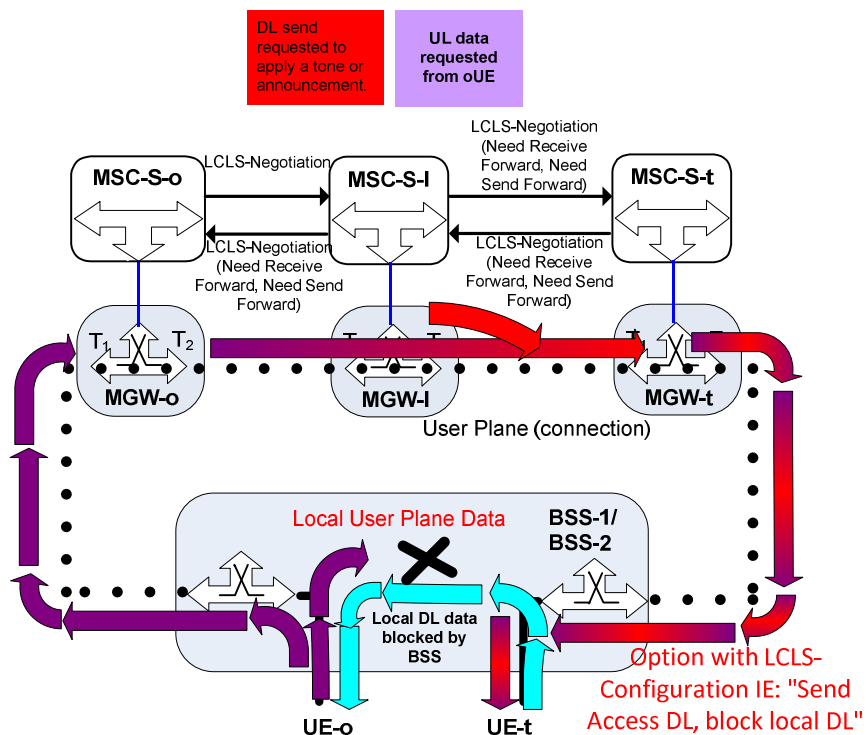 DL send
requested to
apply a tone or
announcement.
UL data
requested
from oUE
MSC-S-o
LCLS-Negotiation
MSC-S-I
LCLS-Negotiation
(Need Receive
Forward, Need
Send Forward)
MSC-S-t
LCLS-Negotiation
(Need Receive
Forward, Need Send
Forward)
LCLS-Negotiation
(Need Receive
Forward, Need Send
Forward)
T1
T2
MGW-o
MGW-I
MGW-t
User Plane (connection)
Local User Plane Data
BSS-1/
BSS-2
Local DL data
blocked by
BSS
UE-o
UE-t
Option with LCLS-
Configuration IE: "Send
Access DL, block local DL"